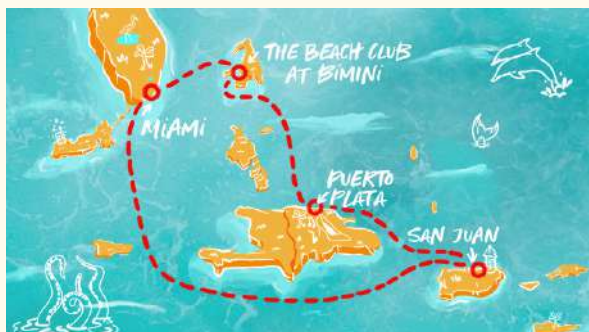 THE BEACH CLUB
AT BIMINI
MIAMI
PUERTO
PLATA
SAN JUAN